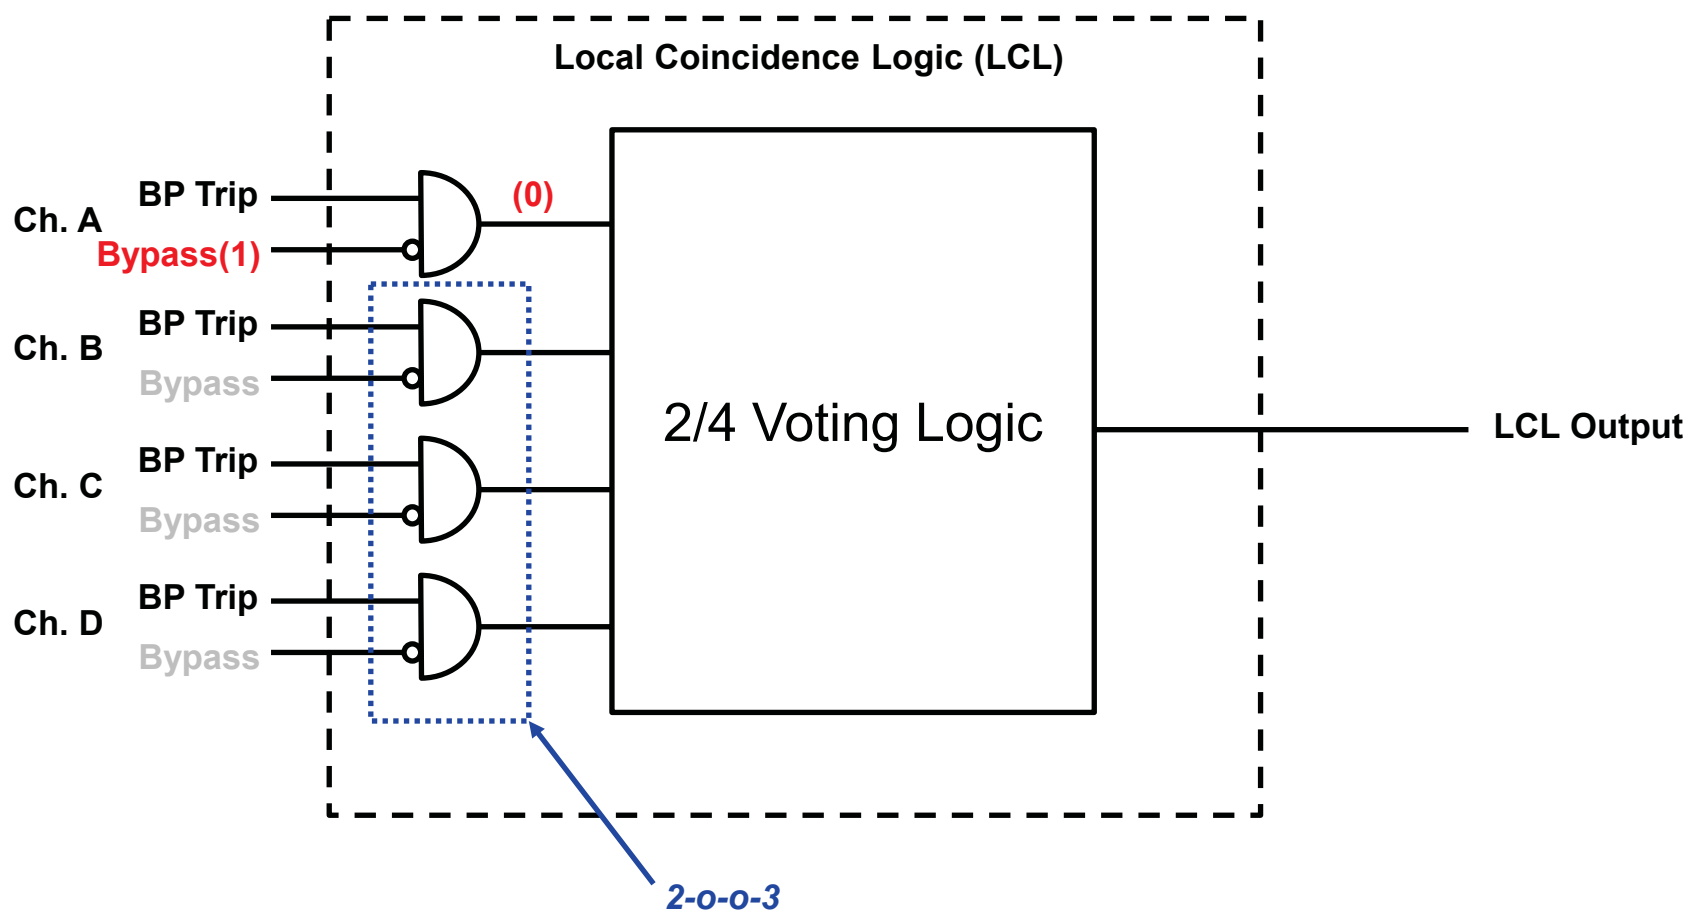 Local Coincidence Logic (LCL)
Ch. A
BP Trip
Bypass(1)
(0)
Ch. B
BP Trip
Bypass
Ch. C
BP Trip
Bypass
Ch. D
BP Trip
Bypass
2/4 Voting Logic
LCL Output
2-o-o-3